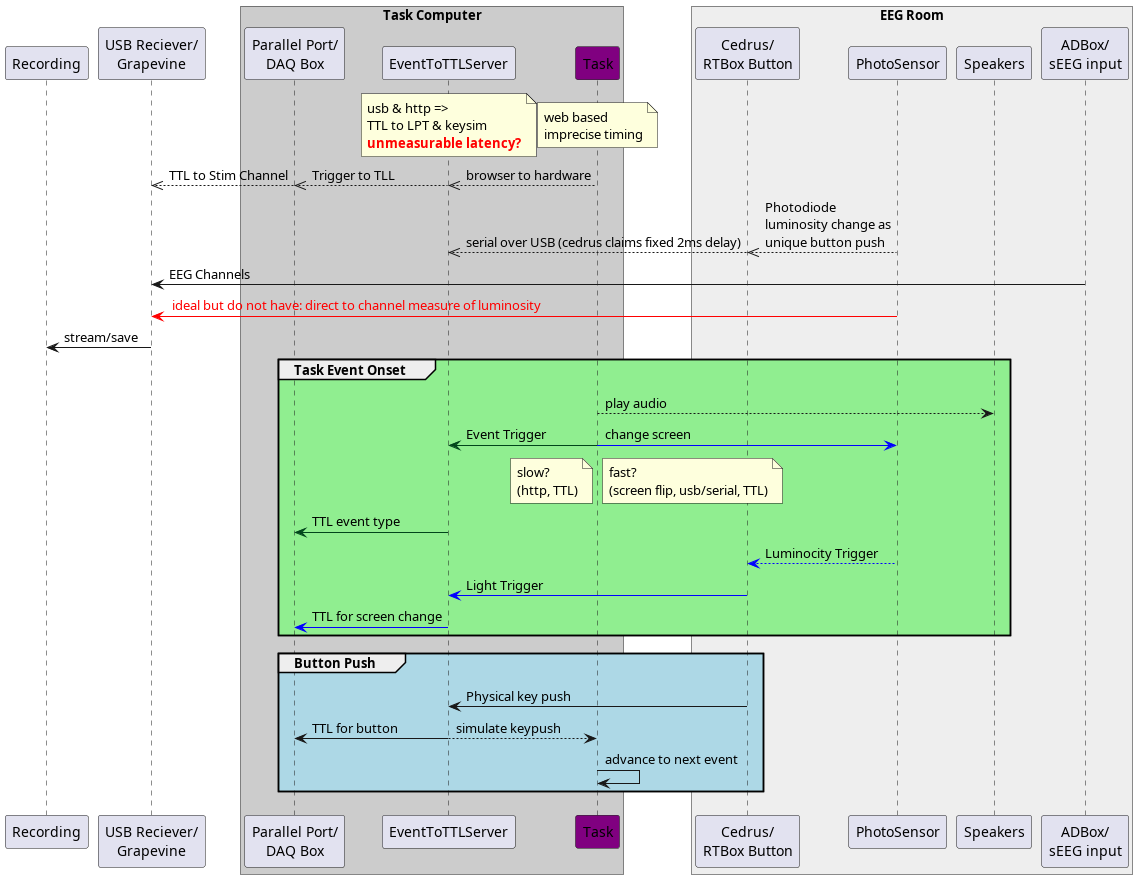 Task Computer
EEG Room
Recording
USB Reciever/
Grapevine
Parallel Port/
DAQ Box
EventToTTLServer
Task
Cedrus/
RTBox Button
PhotoSensor
Speakers
ADBox/
sEEG input
usb & http =>
TTL to LPT & keysim
unmeasurable latency?
web based
imprecise timing
TTL to Stim Channel
Trigger to TLL
browser to hardware
Photodiode
luminosity change as
unique button push
serial over USB (cedrus claims fixed 2ms delay)
EEG Channels
ideal but do not have: direct to channel measure of luminosity
stream/save
Task Event Onset
play audio
Event Trigger
change screen
slow?
(http, TTL)
fast?
(screen flip, usb/serial, TTL)
TTL event type
Luminocity Trigger
Light Trigger
TTL for screen change
Button Push
Physical key push
TTL for button
simulate keypush
advance to next event
Recording
USB Reciever/
Grapevine
Parallel Port/
DAQ Box
EventToTTLServer
Task
Cedrus/
RTBox Button
PhotoSensor
Speakers
ADBox/
sEEG input